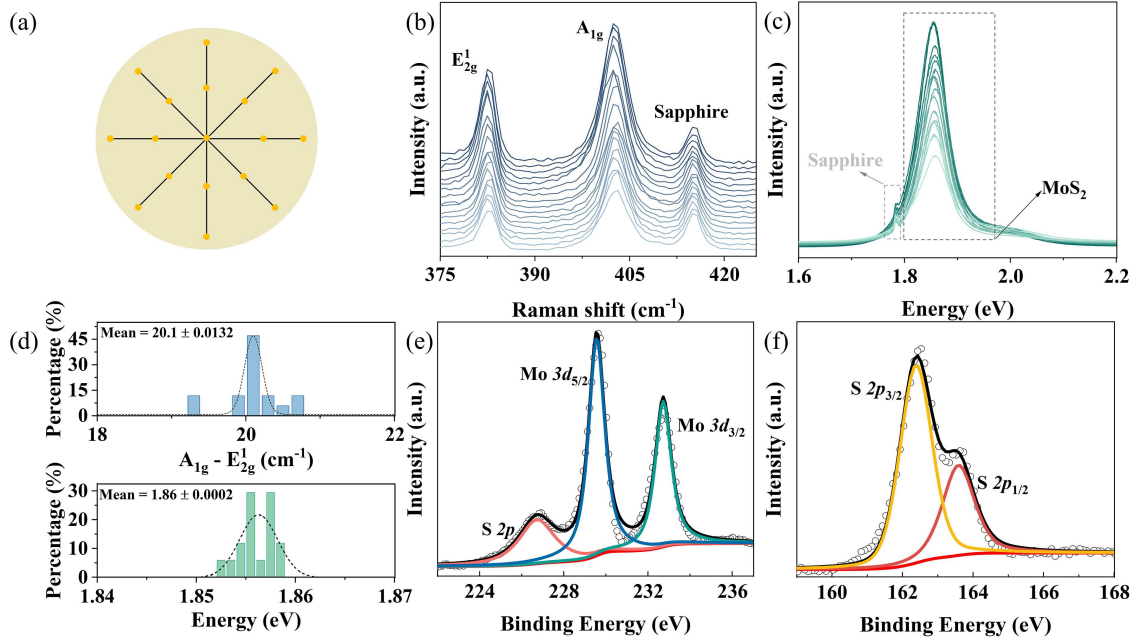 (a)
(b)
A1g
E¹2g
Sapphire
Intensity (a.u.)
375 390 405 420
Raman shift (cm⁻¹)
(c)
Sapphire
MoS₂
Intensity (a.u.)
1.6 1.8 2.0 2.2
Energy (eV)
(d)
Mean = 20.1 ± 0.0132
Percentage (%)
45
30
15
0
18 20 22
A1g - E¹2g (cm⁻¹)
Mean = 1.86 ± 0.0002
Percentage (%)
30
20
10
0
1.84 1.85 1.86 1.87
Energy (eV)
(e)
Mo 3d5/2
Mo 3d3/2
S 2p
Intensity (a.u.)
224 228 232 236
Binding Energy (eV)
(f)
S 2p3/2
S 2p1/2
Intensity (a.u.)
160 162 164 166 168
Binding Energy (eV)